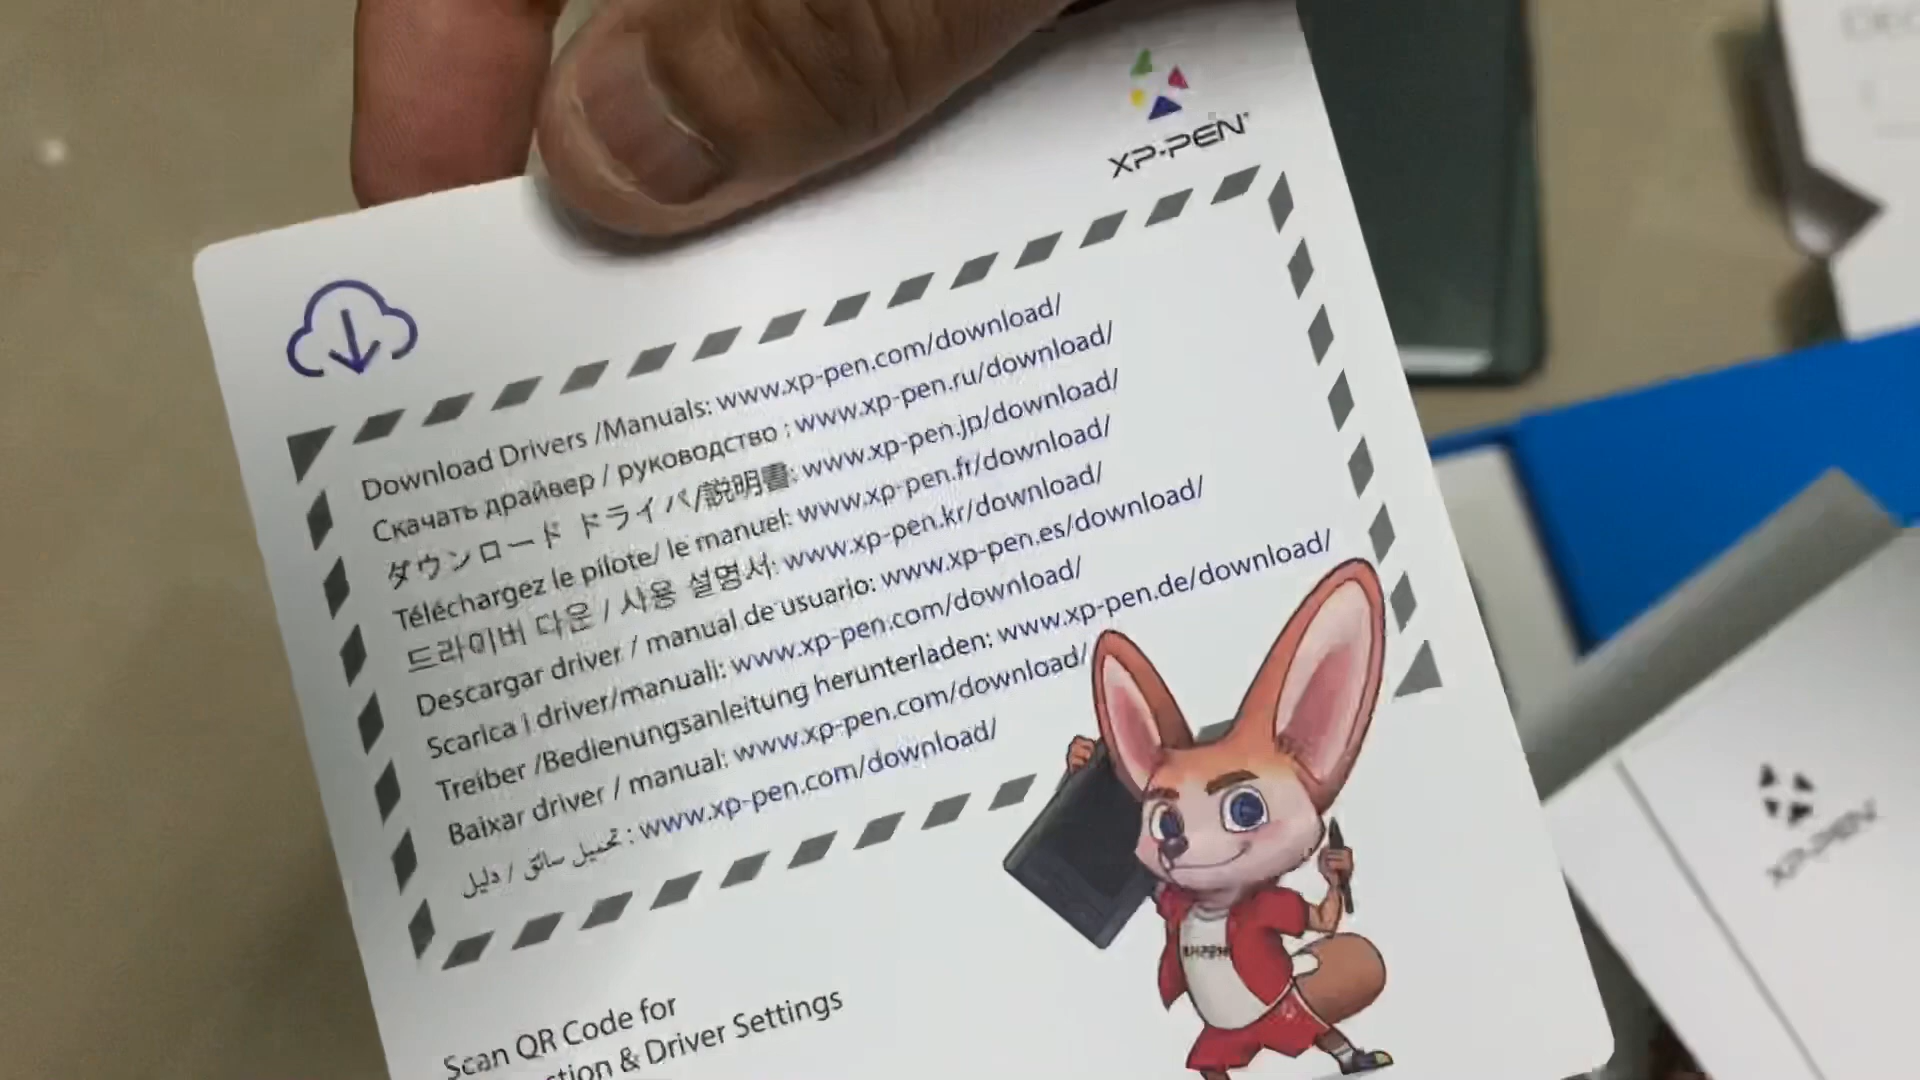 XP-PEN
Download Drivers /Manuals: www.xp-pen.com/download/
Скачать драйвер / руководство : www.xp-pen.ru/download/
ダウンロード ドライバ/説明書: www.xp-pen.jp/download/
Téléchargez le pilote/ le manuel: www.xp-pen.fr/download/
드라이버 다운 / 사용 설명서: www.xp-pen.kr/download/
Descargar driver / manual de usuario: www.xp-pen.es/download/
Scarica i driver/manuali: www.xp-pen.com/download/
Treiber /Bedienungsanleitung herunterladen: www.xp-pen.de/download/
Baixar driver / manual: www.xp-pen.com/download/
تحميل سائق / دليل : www.xp-pen.com/download/
Scan QR Code for
& Driver Settings
XP-PEN